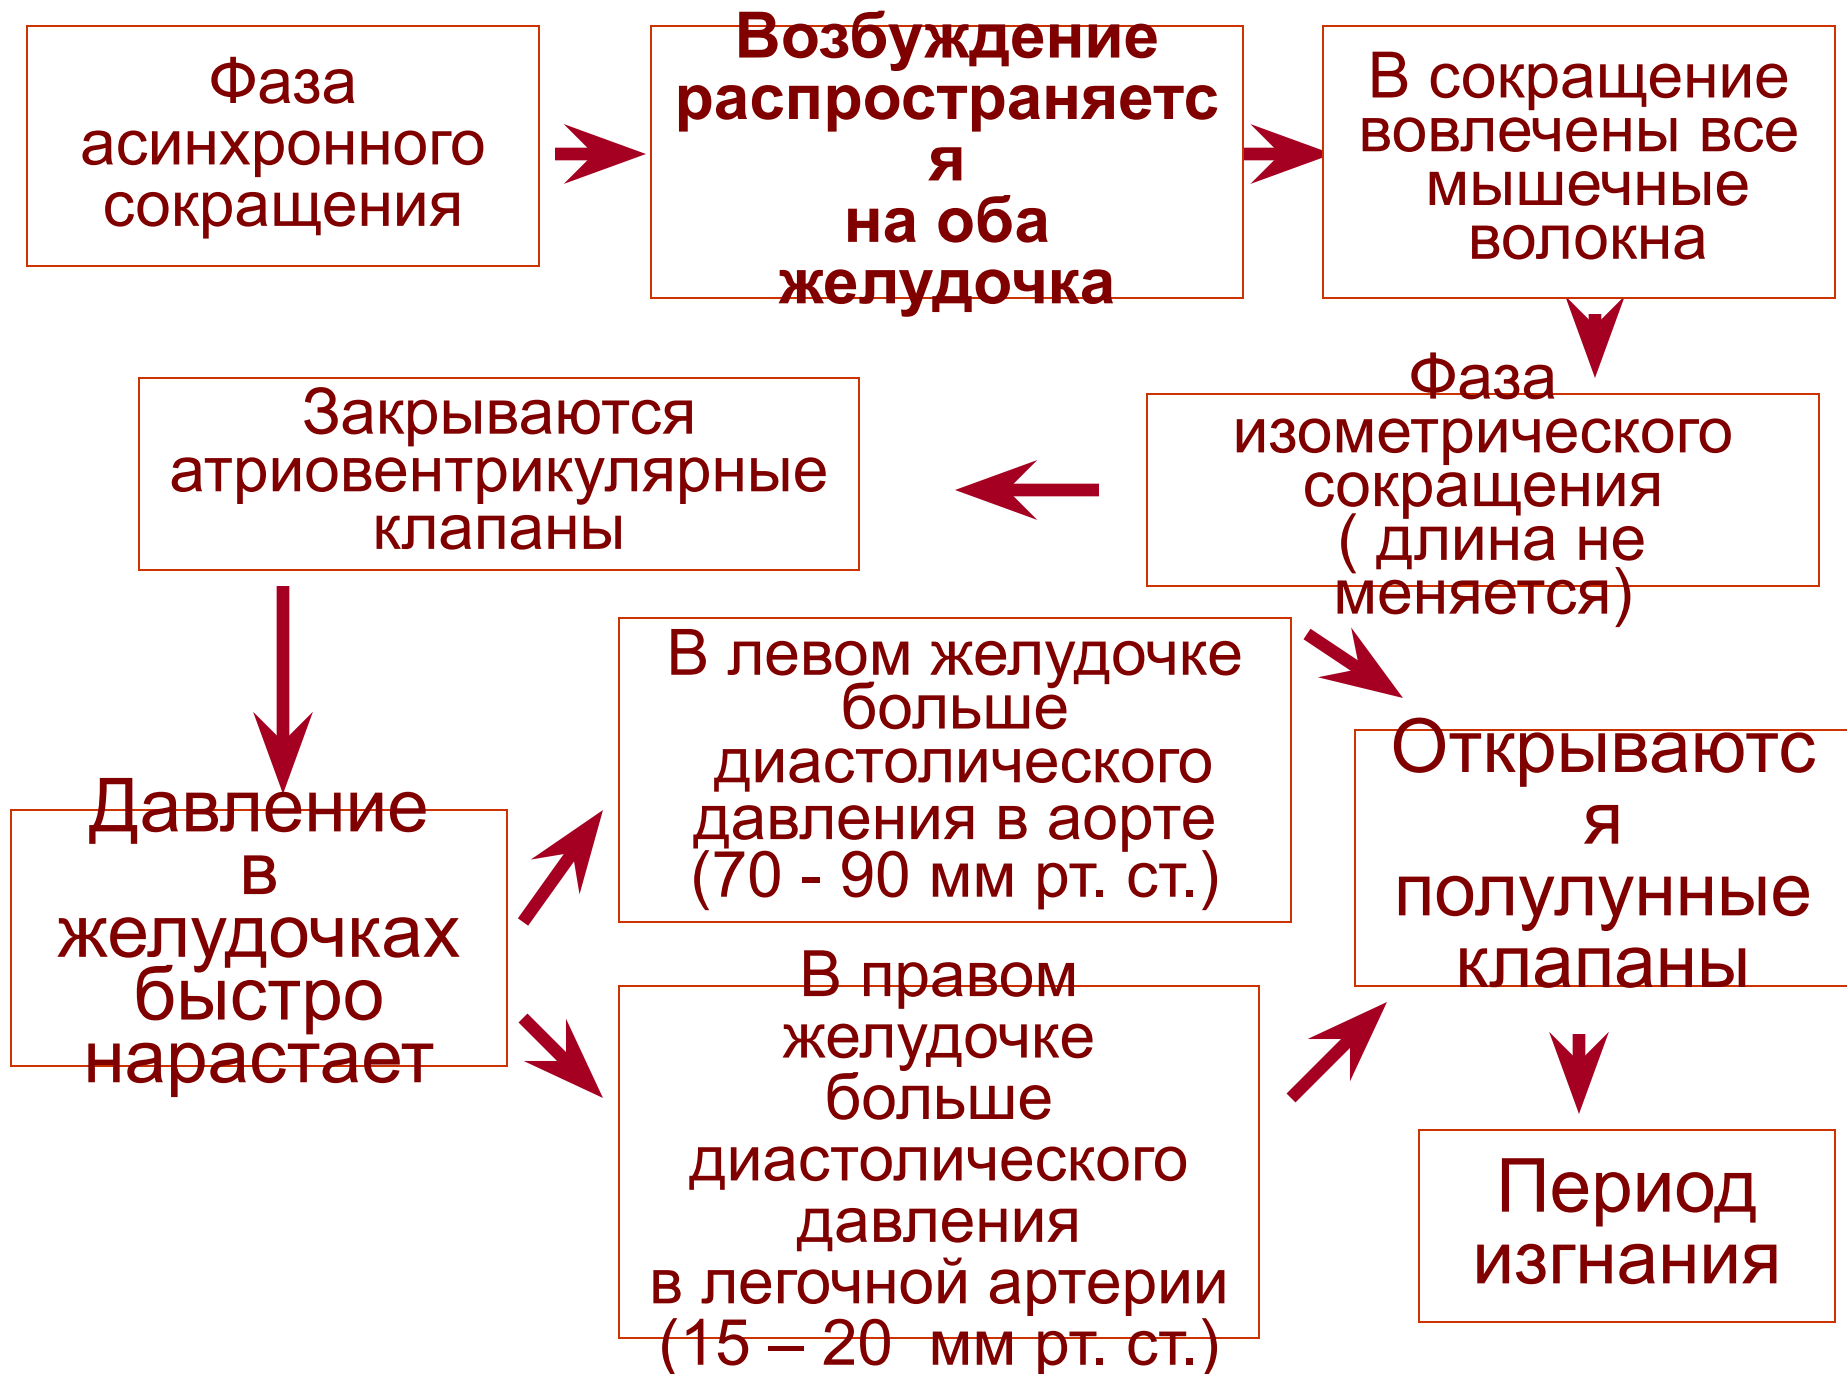 Фаза
асинхронного
сокращения
Возбуждение
распространяетс
я
на оба
желудочка
В сокращение
вовлечены все
мышечные
волокна
Фаза
изометрического
сокращения
( длина не
меняется)
Закрываются
атриовентрикулярные
клапаны
Давление
в
желудочках
быстро
нарастает
В левом желудочке
больше
диастолического
давления в аорте
(70 - 90 мм рт. ст.)
В правом
желудочке
больше
диастолического
давления
в легочной артерии
(15 – 20  мм рт. ст.)
Открываютс
я
полулунные
клапаны
Период
изгнания